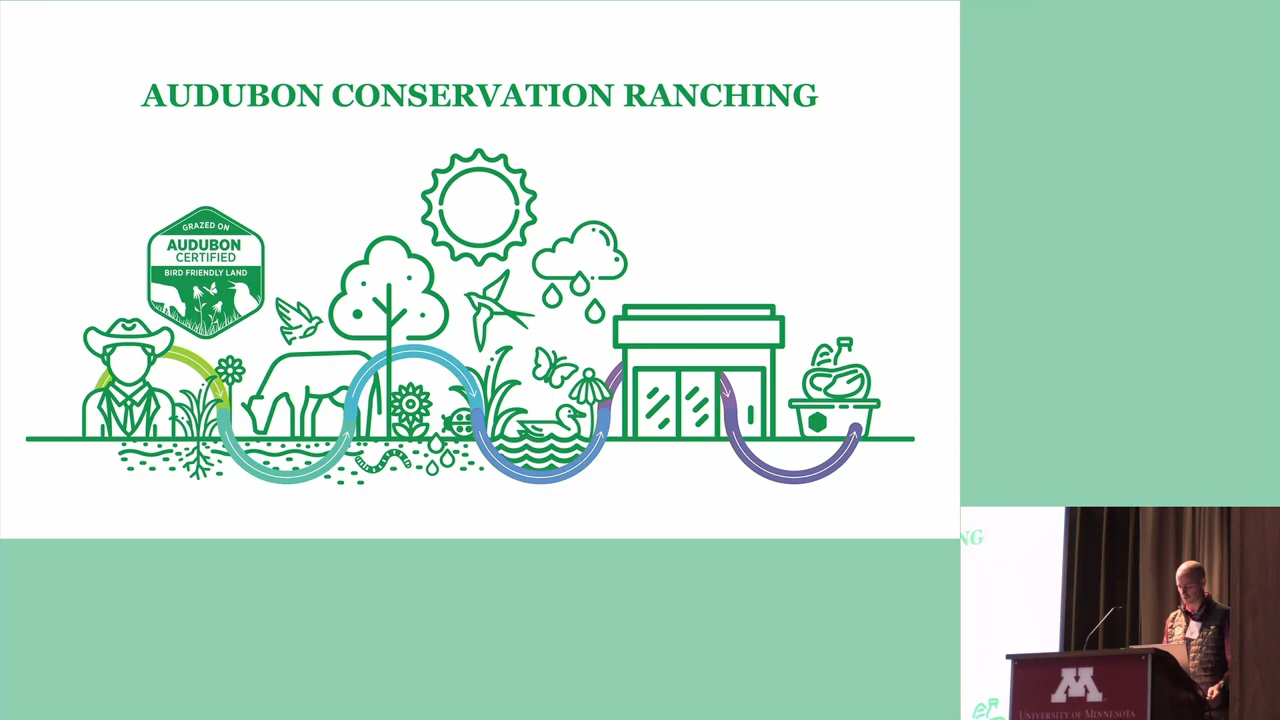 AUDUBON CONSERVATION RANCHING
GRAZED ON
AUDUBON
CERTIFIED
BIRD FRIENDLY LAND
NG
M
UNIVERSITY OF MINNESOTA